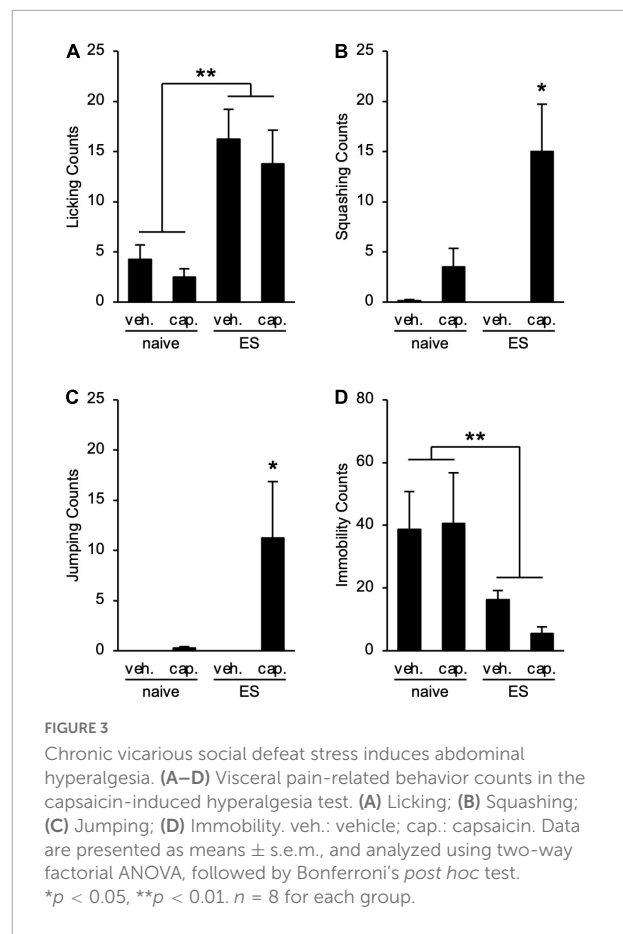 A
B
25
20
15
10
5
0
Licking Counts
**
veh. cap. veh. cap.
naive ES
25
20
15
10
5
0
Squashing Counts
*
veh. cap. veh. cap.
naive ES
C
D
25
20
15
10
5
0
Jumping Counts
*
veh. cap. veh. cap.
naive ES
80
60
40
20
0
Immobility Counts
**
veh. cap. veh. cap.
naive ES
FIGURE 3
Chronic vicarious social defeat stress induces abdominal
hyperalgesia. (A–D) Visceral pain-related behavior counts in the
capsaicin-induced hyperalgesia test. (A) Licking; (B) Squashing;
(C) Jumping; (D) Immobility. veh.: vehicle; cap.: capsaicin. Data
are presented as means ± s.e.m., and analyzed using two-way
factorial ANOVA, followed by Bonferroni's post hoc test.
*p < 0.05, **p < 0.01. n = 8 for each group.